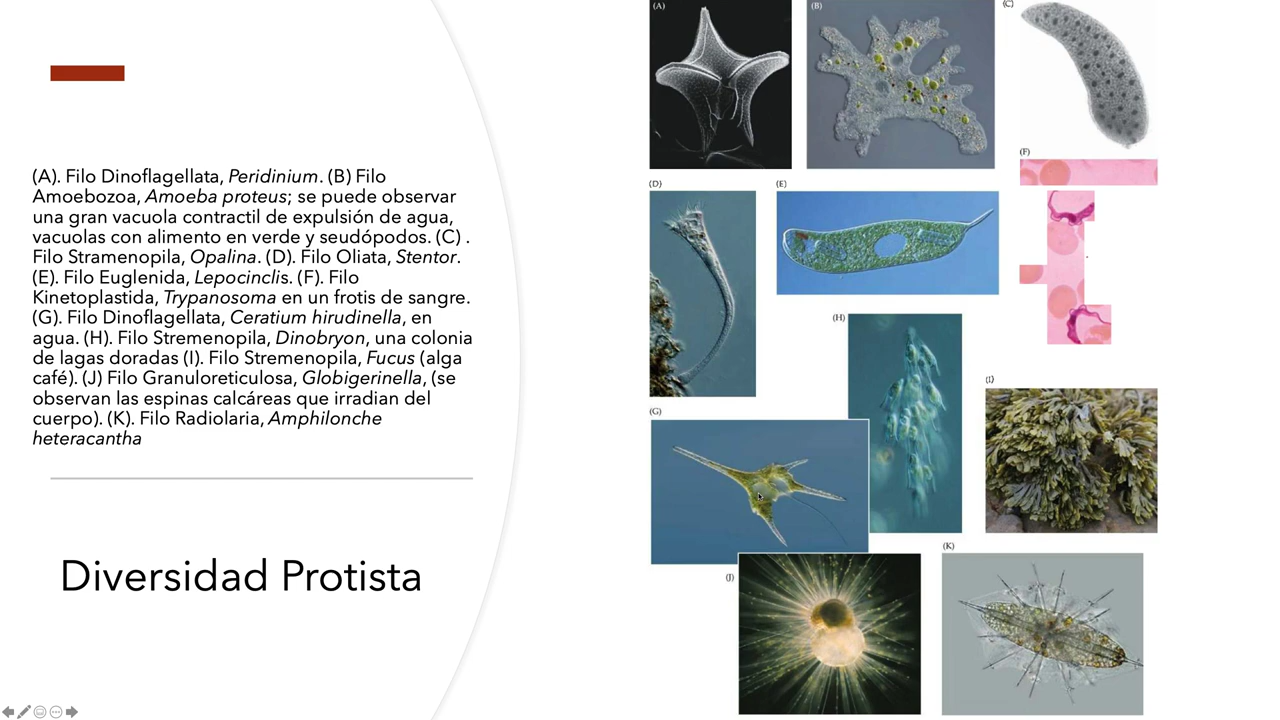 (A). Filo Dinoflagellata, Peridinium. (B) Filo
Amoebozoa, Amoeba proteus; se puede observar
una gran vacuola contractil de expulsión de agua,
vacuolas con alimento en verde y seudópodos. (C) .
Filo Stramenopila, Opalina. (D). Filo Oliata, Stentor.
(E). Filo Euglenida, Lepocinclis. (F). Filo
Kinetoplastida, Trypanosoma en un frotis de sangre.
(G). Filo Dinoflagellata, Ceratium hirudinella, en
agua. (H). Filo Stremenopila, Dinobryon, una colonia
de lagas doradas (I). Filo Stremenopila, Fucus (alga
café). (J) Filo Granuloreticulosa, Globigerinella, (se
observan las espinas calcáreas que irradian del
cuerpo). (K). Filo Radiolaria, Amphilonche
heteracantha
Diversidad Protista
(A)
(B)
(C)
(D)
(E)
(F)
(G)
(H)
(I)
(J)
(K)